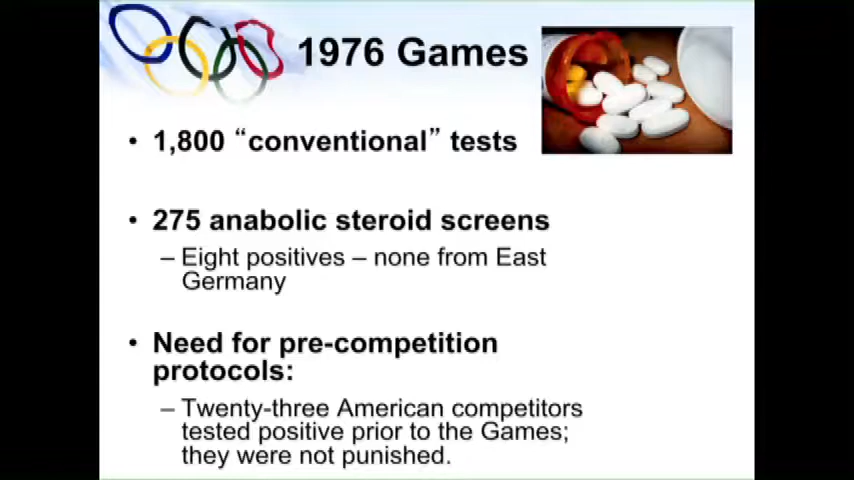 1976 Games
• 1,800 “conventional” tests
• 275 anabolic steroid screens
– Eight positives – none from East
Germany
• Need for pre-competition
protocols:
– Twenty-three American competitors
tested positive prior to the Games;
they were not punished.